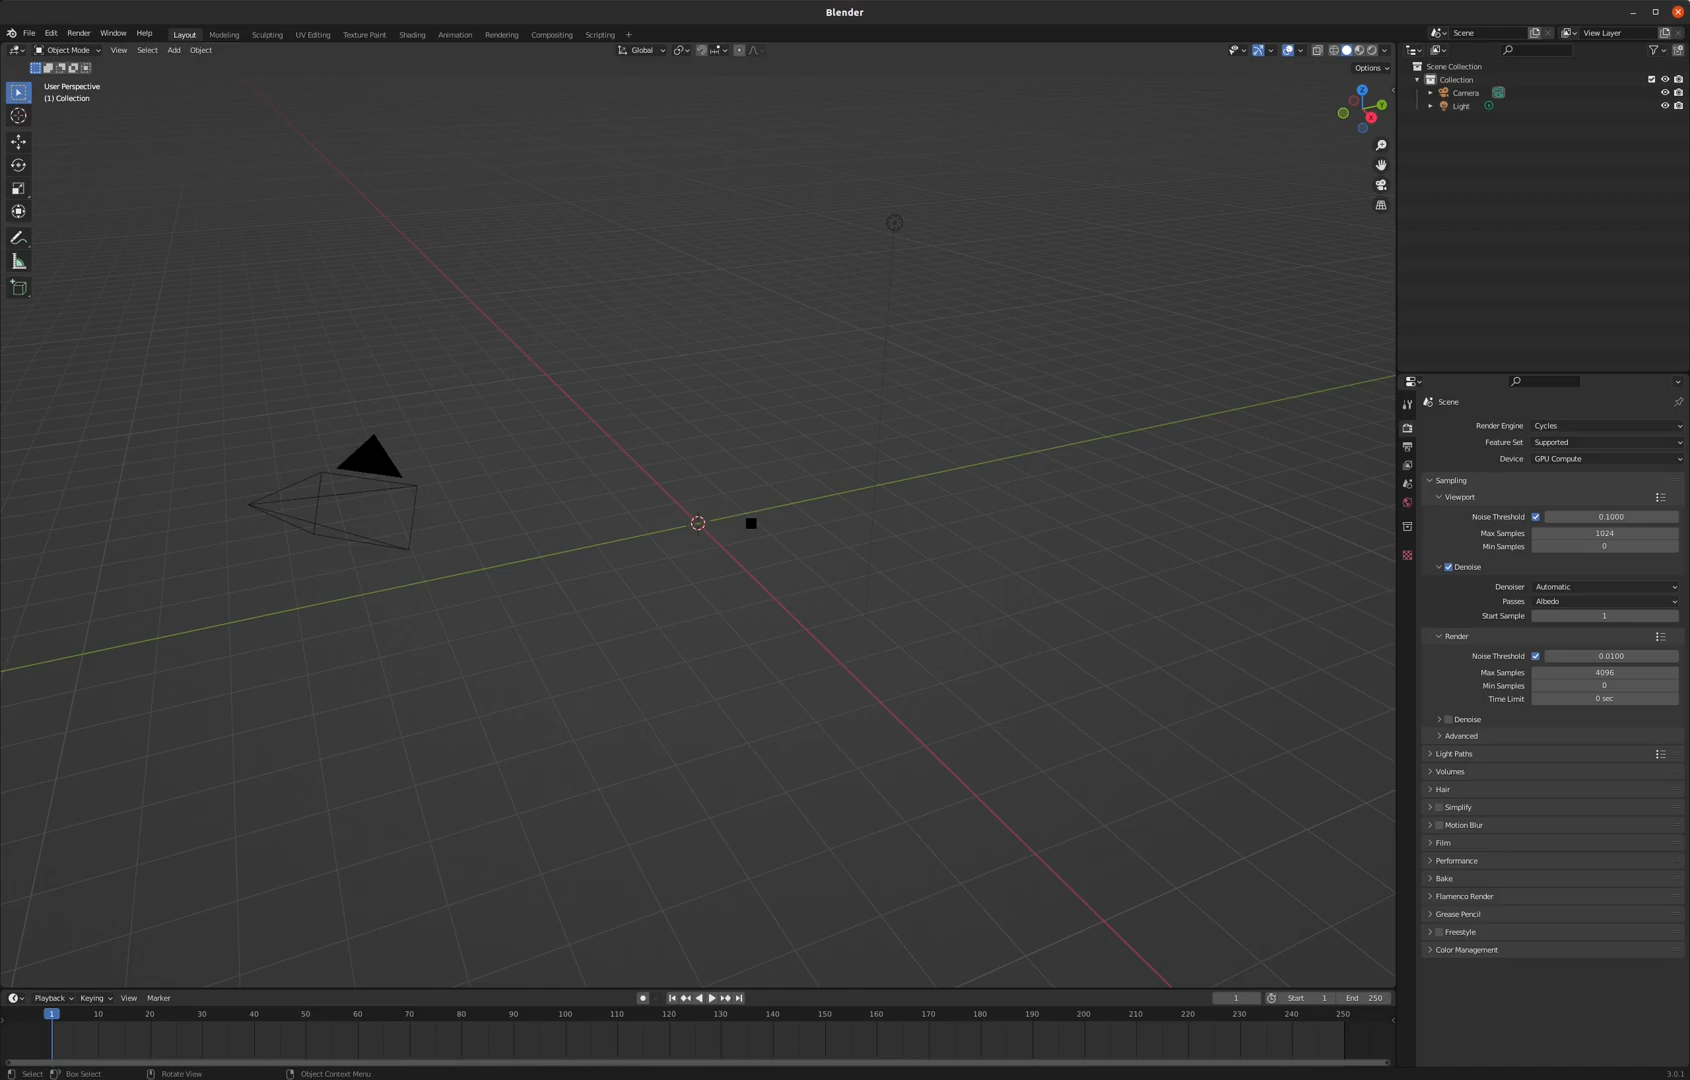 Blender
File Edit Render Window Help Layout Modeling Sculpting UV Editing Texture Paint Shading Animation Rendering Compositing Scripting +
Scene View Layer
Object Mode View Select Add Object Global
Options
User Perspective
(1) Collection
Z
Y
X
Scene Collection
Collection
Camera
Light
Scene
Render Engine Cycles
Feature Set Supported
Device GPU Compute
Sampling
Viewport
Noise Threshold 0.1000
Max Samples 1024
Min Samples 0
Denoise
Denoiser Automatic
Passes Albedo
Start Sample 1
Render
Noise Threshold 0.0100
Max Samples 4096
Min Samples 0
Time Limit 0 sec
Denoise
Advanced
Light Paths
Volumes
Hair
Simplify
Motion Blur
Film
Performance
Bake
Flamenco Render
Grease Pencil
Freestyle
Color Management
Playback Keying View Marker 1 Start 1 End 250
1 10 20 30 40 50 60 70 80 90 100 110 120 130 140 150 160 170 180 190 200 210 220 230 240 250
Select Box Select Rotate View Object Context Menu 3.0.1